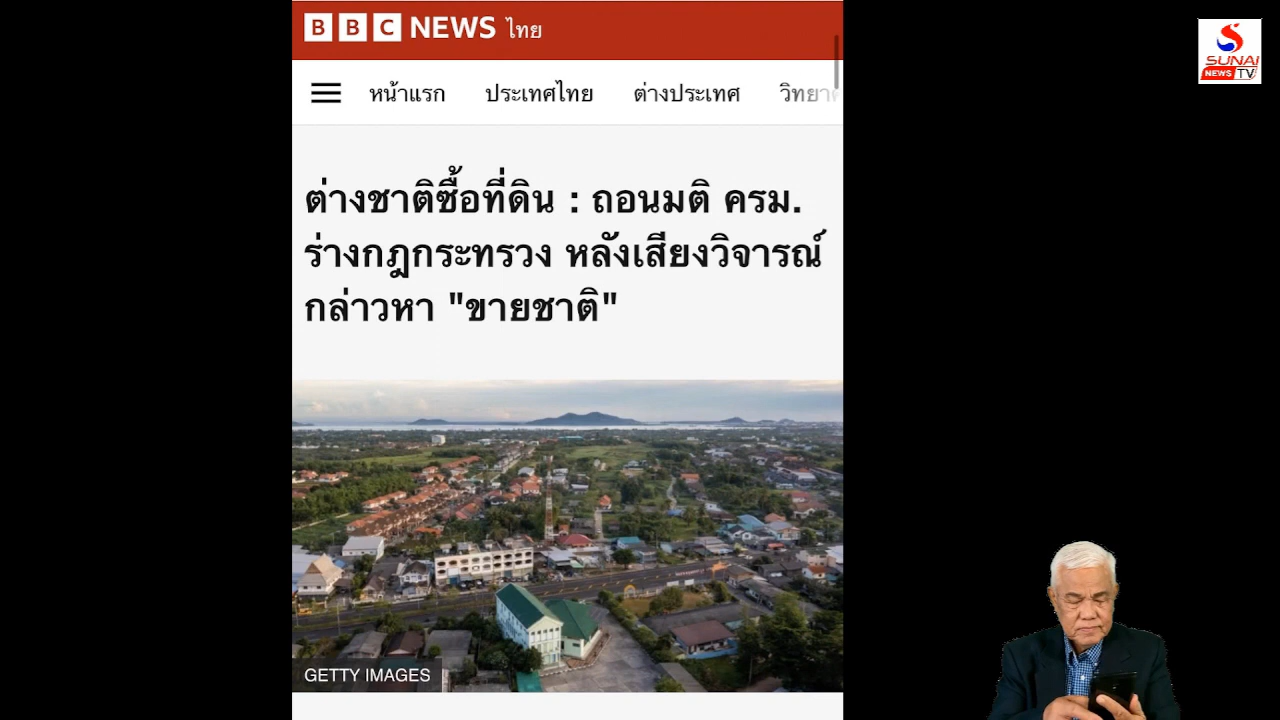 BBC NEWS ไทย
SUNAI
NEWS TV
หน้าแรก ประเทศไทย ต่างประเทศ
ต่างชาติซื้อที่ดิน : ถอนมติ ครม.
ร่างกฎกระทรวง หลังเสียงวิจารณ์
กล่าวหา "ขายชาติ"
GETTY IMAGES